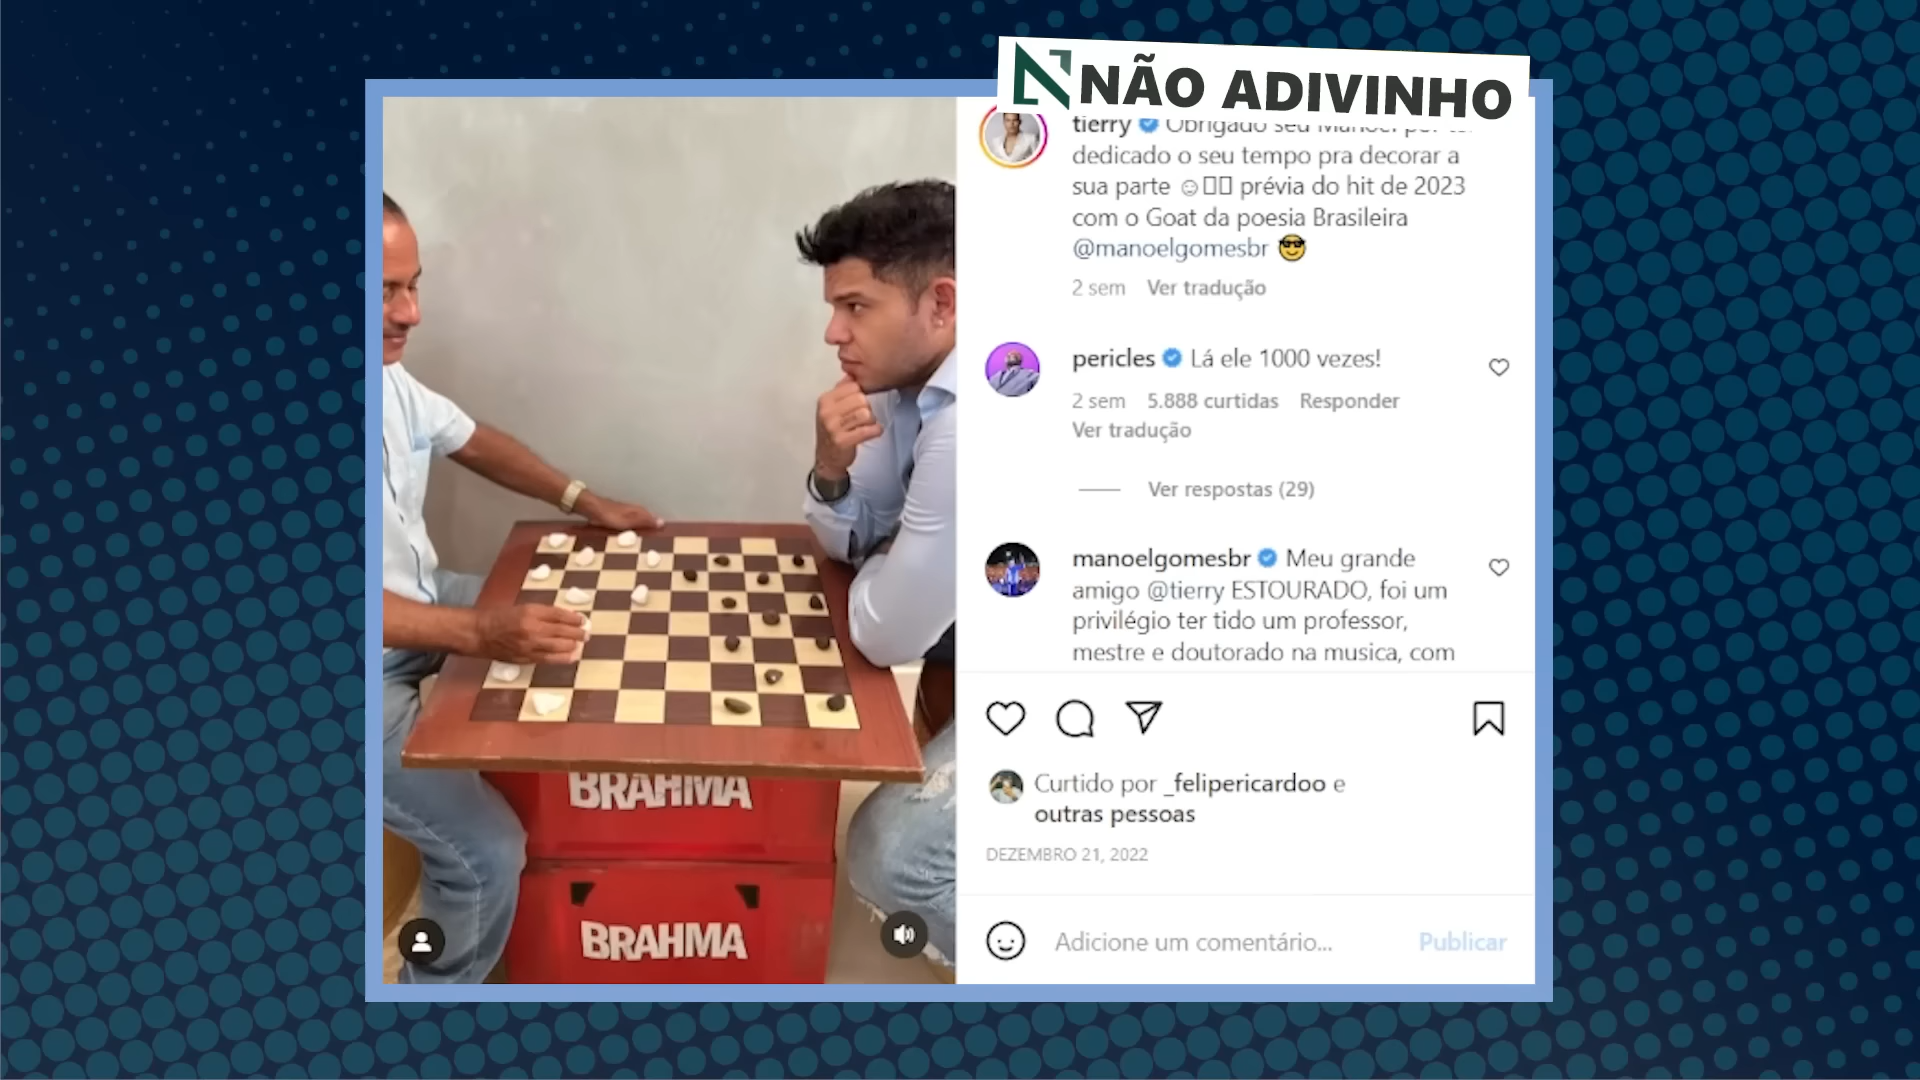 NÃO ADIVINHO
tierry Obrigado seu Manoel
dedicado o seu tempo pra decorar a
sua parte ☺ prévia do hit de 2023
com o Goat da poesia Brasileira
@manoelgomesbr 😎
2 sem Ver tradução
pericles Lá ele 1000 vezes!
2 sem 5.888 curtidas Responder
Ver tradução
Ver respostas (29)
manoelgomesbr Meu grande
amigo @tierry ESTOURADO, foi um
privilégio ter tido um professor,
mestre e doutorado na musica, com
Curtido por _felipericardoo e
outras pessoas
DEZEMBRO 21, 2022
Adicione um comentário... Publicar
BRAHMA
BRAHMA